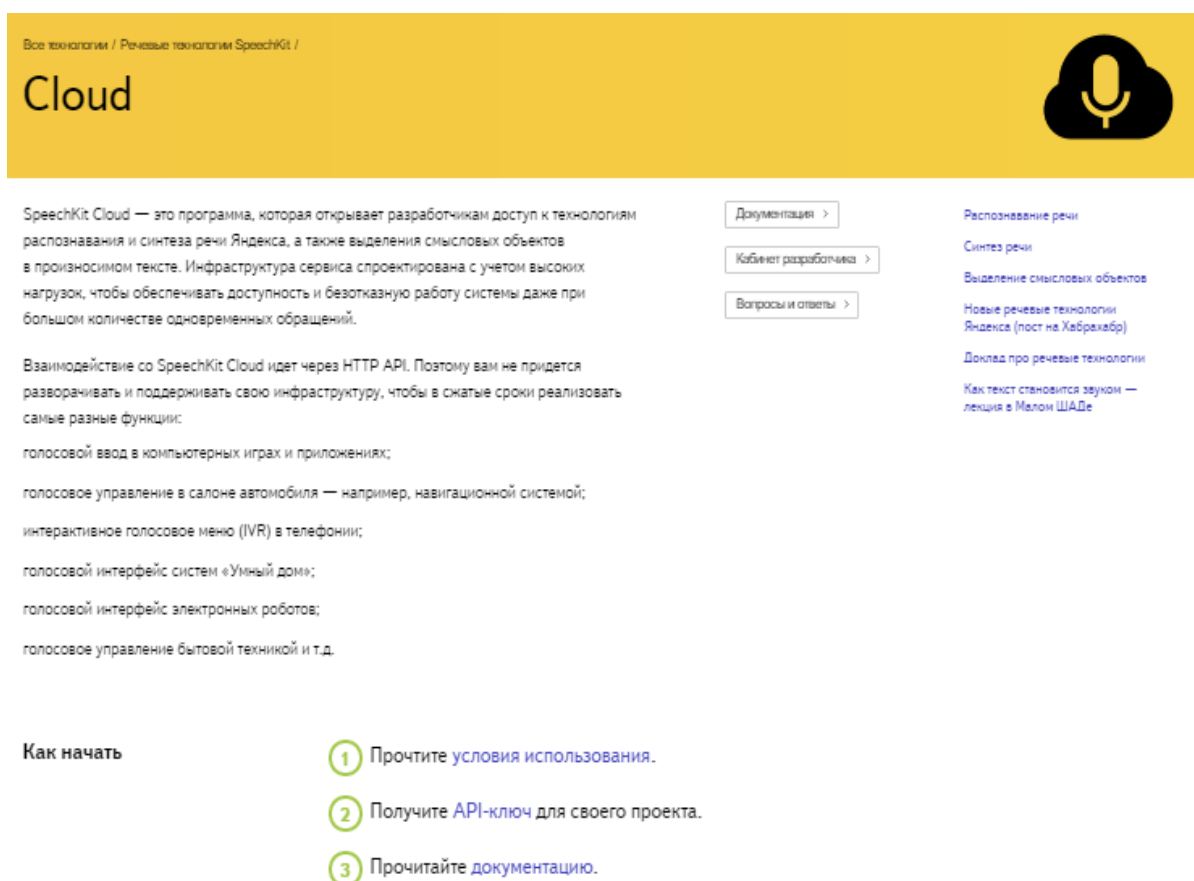 Все технологии / Речевые технологии SpeechKit /
Cloud
SpeechKit Cloud — это программа, которая открывает разработчикам доступ к технологиям
распознавания и синтеза речи Яндекса, а также выделения смысловых объектов
в произносимом тексте. Инфраструктура сервиса спроектирована с учетом высоких
нагрузок, чтобы обеспечивать доступность и безотказную работу системы даже при
большом количестве одновременных обращений.
Взаимодействие со SpeechKit Cloud идет через HTTP API. Поэтому вам не придется
разворачивать и поддерживать свою инфраструктуру, чтобы в сжатые сроки реализовать
самые разные функции:
голосовой ввод в компьютерных играх и приложениях;
голосовое управление в салоне автомобиля — например, навигационной системой;
интерактивное голосовое меню (IVR) в телефонии;
голосовой интерфейс систем «Умный дом»;
голосовой интерфейс электронных роботов;
голосовое управление бытовой техникой и т.д.
Документация >
Кабинет разработчика >
Вопросы и ответы >
Распознавание речи
Синтез речи
Выделение смысловых объектов
Новые речевые технологии
Яндекса (пост на Хабрахабр)
Доклад про речевые технологии
Как текст становится звуком —
лекция в Малом ШАДе
Как начать
1 Прочтите условия использования.
2 Получите API-ключ для своего проекта.
3 Прочитайте документацию.